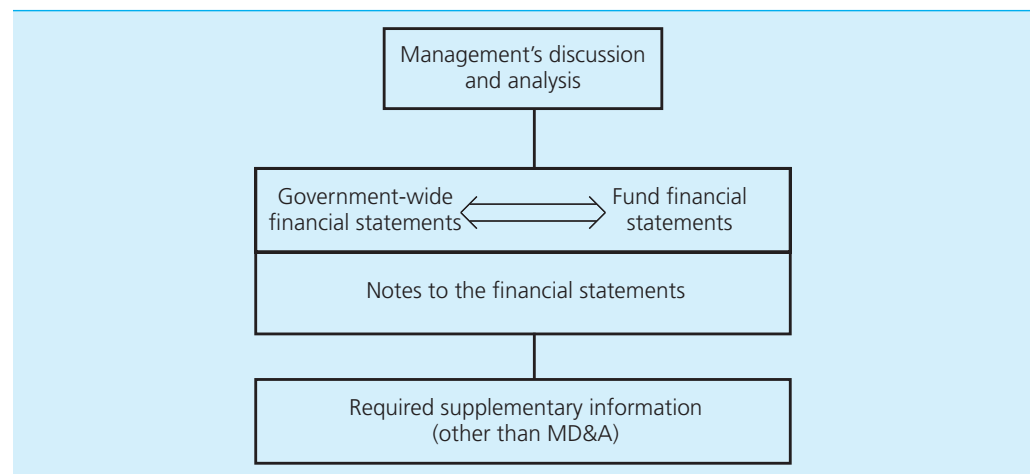 Management’s discussion
and analysis
Government-wide
financial statements
Fund financial
statements
Notes to the financial statements
Required supplementary information
(other than MD&A)